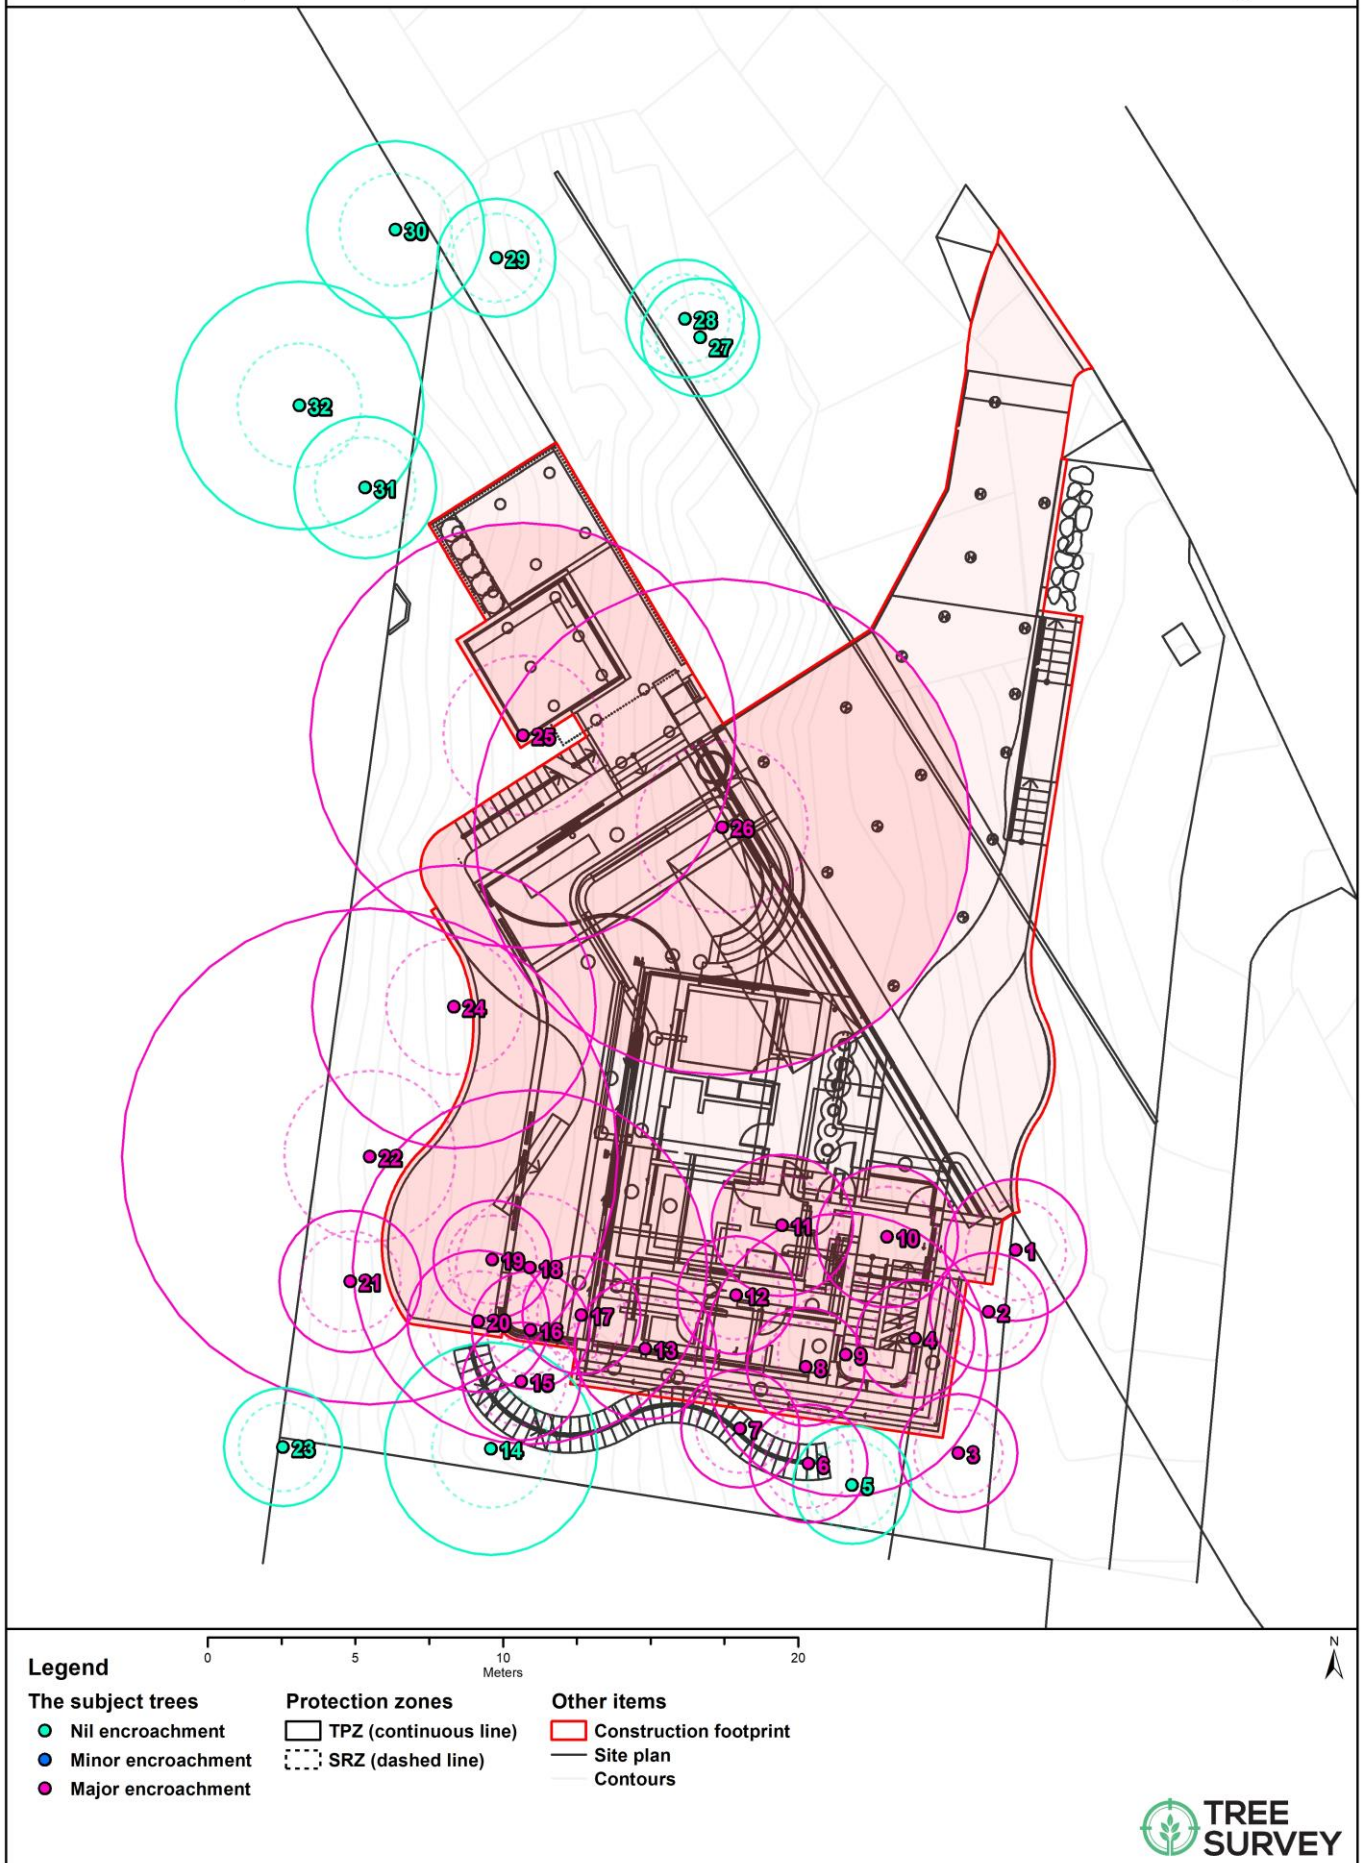 30
29
28
27
32
31
25
26
24
22
11
10
1
19
18
21
12
2
20
16
17
4
13
9
8
15
7
23
14
3
6
5
0 5 10 20
Meters
N
Legend
The subject trees
Nil encroachment
Minor encroachment
Major encroachment
Protection zones
TPZ (continuous line)
SRZ (dashed line)
Other items
Construction footprint
Site plan
Contours
TREE
SURVEY